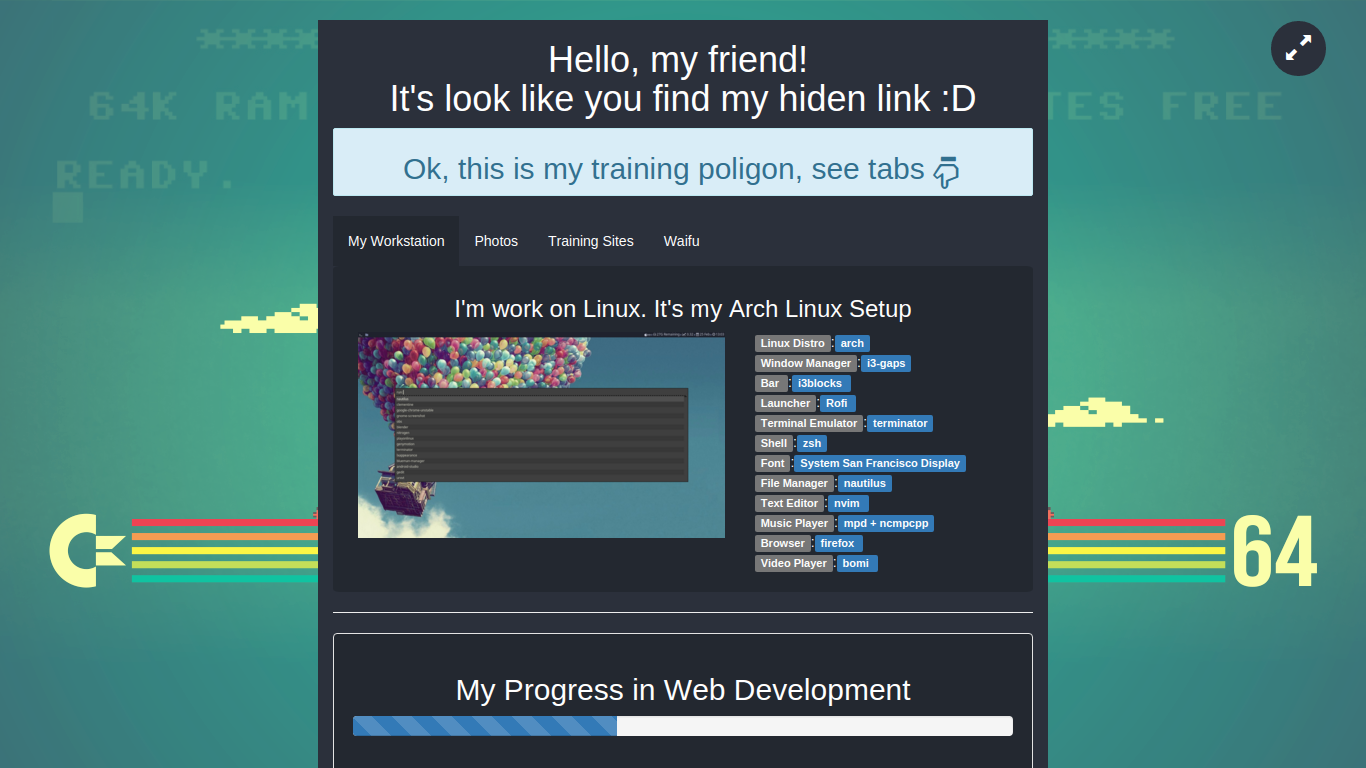 Hello, my friend!
It's look like you find my hiden link :D
64K RAM
TES FREE
READY.
Ok, this is my training poligon, see tabs
My Workstation Photos Training Sites Waifu
I'm work on Linux. It's my Arch Linux Setup
Linux Distro : arch
Window Manager : i3-gaps
Bar : i3blocks
Launcher : Rofi
Terminal Emulator : terminator
Shell : zsh
Font : System San Francisco Display
File Manager : nautilus
Text Editor : nvim
Music Player : mpd + ncmpcpp
Browser : firefox
Video Player : bomi
64
My Progress in Web Development